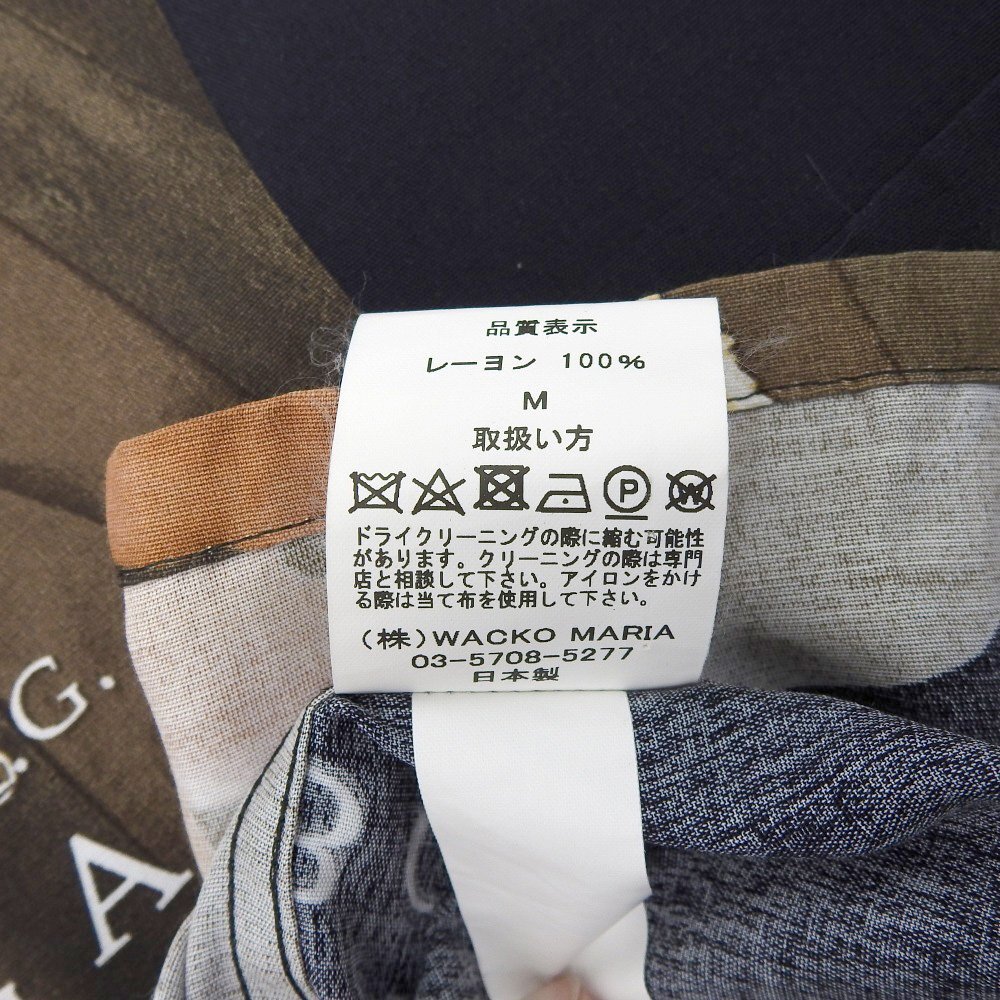 品質表示
レーヨン 100%
M
取扱い方
P
W
ドライクリーニングの際に縮む可能性
があります。クリーニングの際は専門
店と相談して下さい。アイロンをかけ
る際は当て布を使用して下い。
(株)WACKO MARIA
03-5708-5277
日本製
G.
A
B